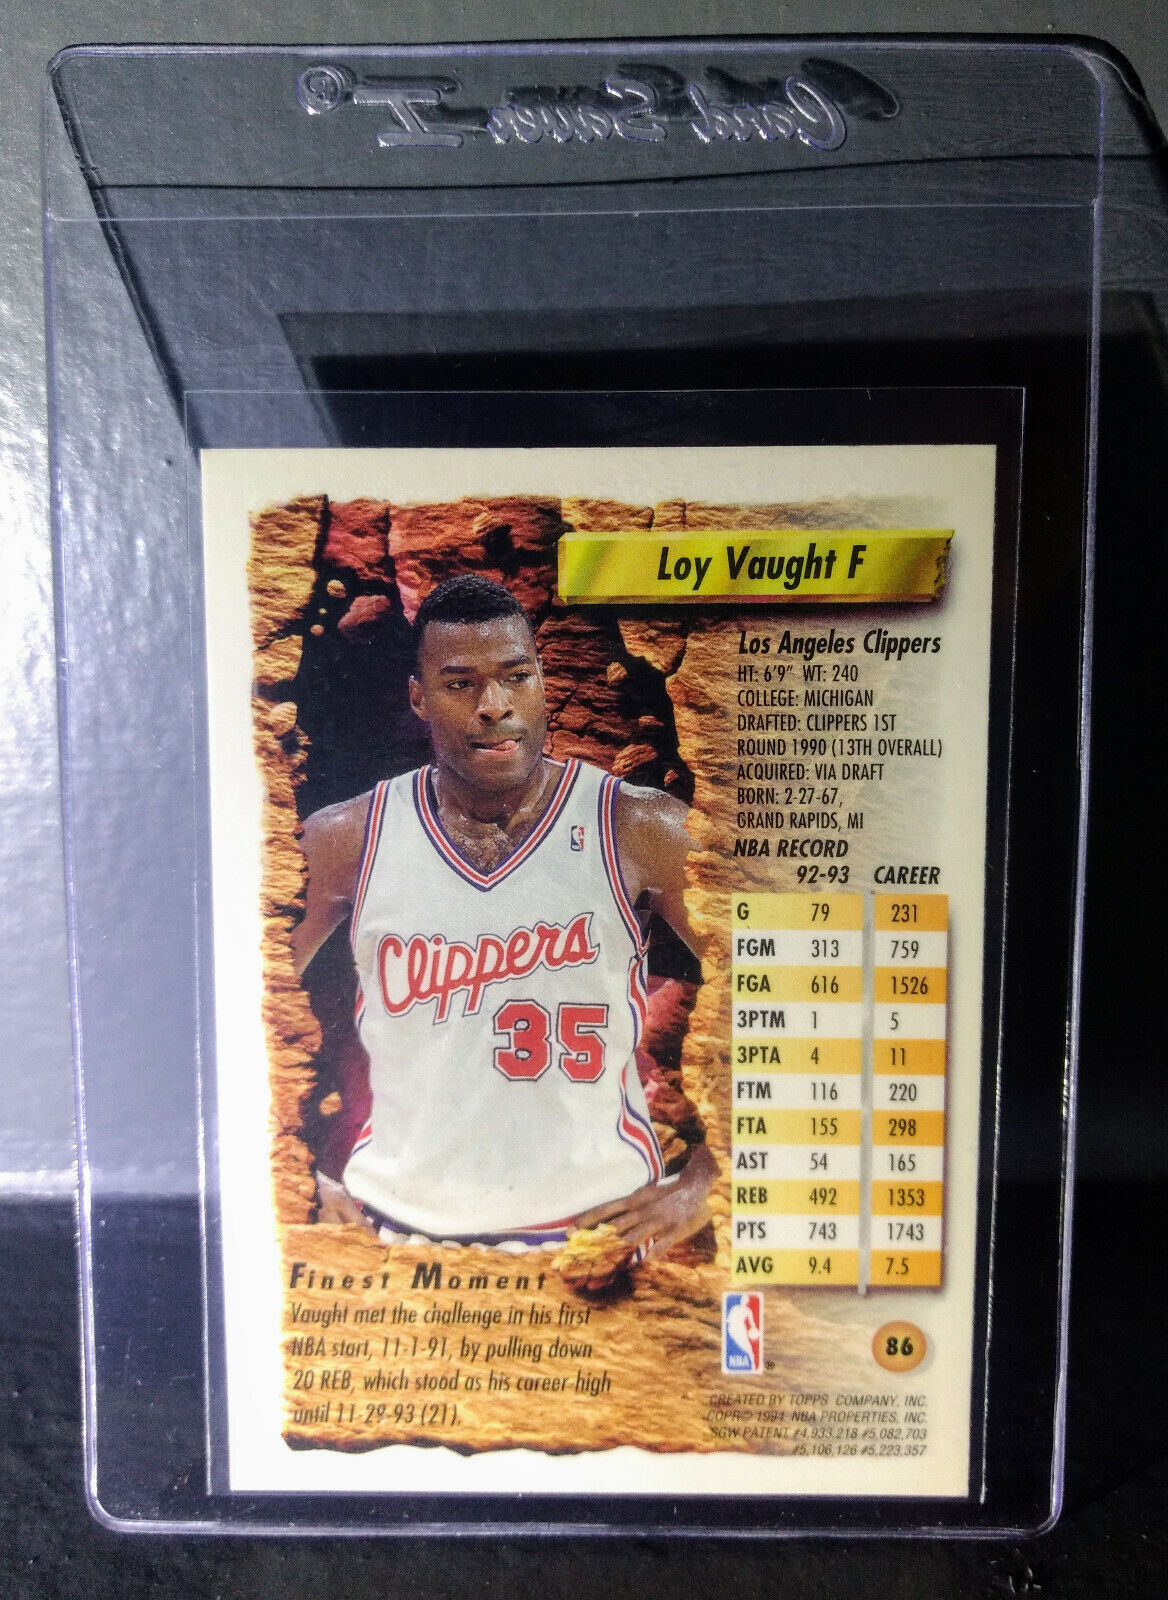 Card Saver I®
Loy Vaught F
Los Angeles Clippers
HT: 6'9" WT: 240
COLLEGE: MICHIGAN
DRAFTED: CLIPPERS 1ST
ROUND 1990 (13TH OVERALL)
ACQUIRED: VIA DRAFT
BORN: 2-27-67,
GRAND RAPIDS, MI
NBA RECORD
92-93 CAREER
G 79 231
FGM 313 759
FGA 616 1526
3PTM 1 5
3PTA 4 11
FTM 116 220
FTA 155 298
AST 54 165
REB 492 1353
PTS 743 1743
AVG 9.4 7.5
Clippers
35
Finest Moment
Vaught met the challenge in his first
NBA start, 11-1-91, by pulling down
20 REB, which stood as his career-high
until 11-29-93 (21).
NBA ®
86
CREATED BY TOPPS COMPANY, INC.
COPR© 1994 NBA PROPERTIES, INC.
SGW PATENT #4,933,218 #5,082,703
#5,106,126 #5,223,357